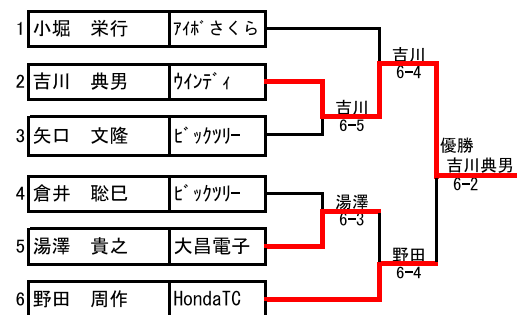 1 小堀　栄行 ｱｲﾎﾞさくら
2 吉川　典男 ｳｲﾝﾃﾞｨ
3 矢口　文隆 ﾋﾞｯｸﾂﾘｰ
4 倉井　聡巳 ﾋﾞｯｸﾂﾘｰ
5 湯澤　貴之 大昌電子
6 野田　周作 HondaTC
吉川
6-5
湯澤
6-3
吉川
6-4
野田
6-4
優勝
吉川典男
6-2